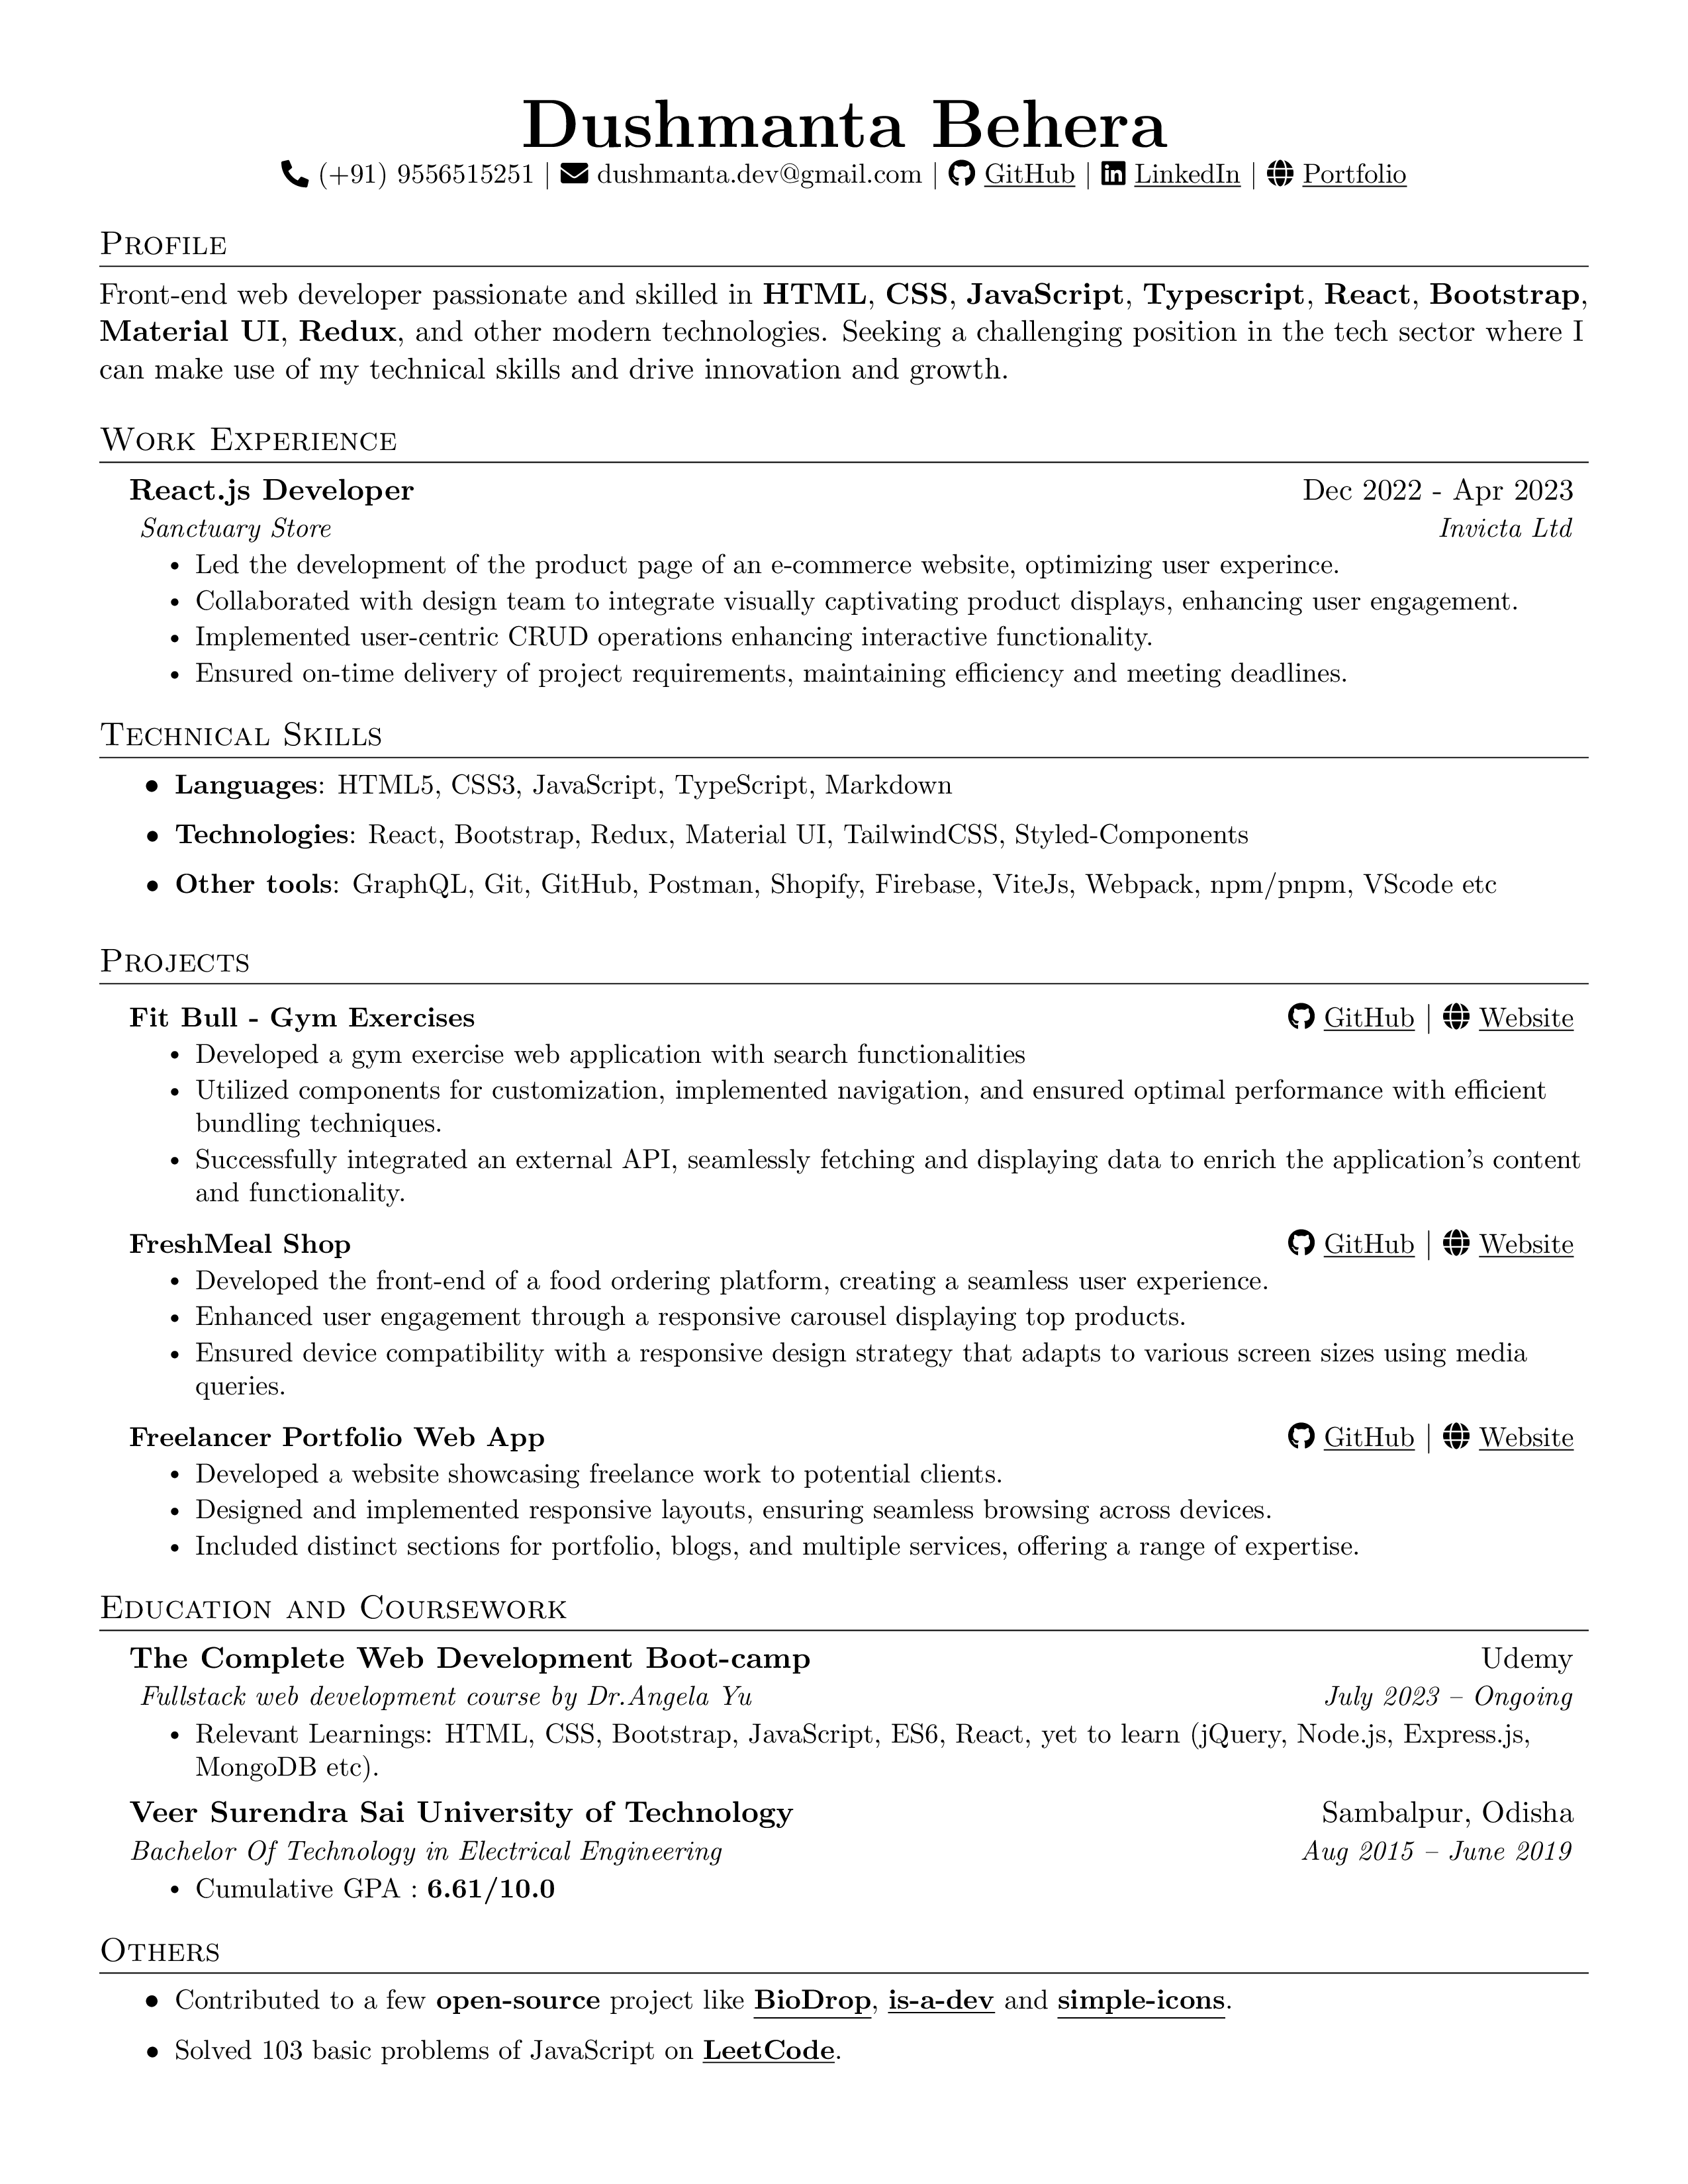 Dushmanta Behera
(+91) 9556515251 | dushmanta.dev@gmail.com | GitHub | LinkedIn | Portfolio
Profile
Front-end web developer passionate and skilled in HTML, CSS, JavaScript, Typescript, React, Bootstrap,
Material UI, Redux, and other modern technologies. Seeking a challenging position in the tech sector where I
can make use of my technical skills and drive innovation and growth.
Work Experience
React.js Developer Dec 2022 - Apr 2023
Sanctuary Store Invicta Ltd
• Led the development of the product page of an e-commerce website, optimizing user experince.
• Collaborated with design team to integrate visually captivating product displays, enhancing user engagement.
• Implemented user-centric CRUD operations enhancing interactive functionality.
• Ensured on-time delivery of project requirements, maintaining efficiency and meeting deadlines.
Technical Skills
• Languages: HTML5, CSS3, JavaScript, TypeScript, Markdown
• Technologies: React, Bootstrap, Redux, Material UI, TailwindCSS, Styled-Components
• Other tools: GraphQL, Git, GitHub, Postman, Shopify, Firebase, ViteJs, Webpack, npm/pnpm, VScode etc
Projects
Fit Bull - Gym Exercises GitHub | Website
• Developed a gym exercise web application with search functionalities
• Utilized components for customization, implemented navigation, and ensured optimal performance with efficient
bundling techniques.
• Successfully integrated an external API, seamlessly fetching and displaying data to enrich the application's content
and functionality.
FreshMeal Shop GitHub | Website
• Developed the front-end of a food ordering platform, creating a seamless user experience.
• Enhanced user engagement through a responsive carousel displaying top products.
• Ensured device compatibility with a responsive design strategy that adapts to various screen sizes using media
queries.
Freelancer Portfolio Web App GitHub | Website
• Developed a website showcasing freelance work to potential clients.
• Designed and implemented responsive layouts, ensuring seamless browsing across devices.
• Included distinct sections for portfolio, blogs, and multiple services, offering a range of expertise.
Education and Coursework
The Complete Web Development Boot-camp Udemy
Fullstack web development course by Dr.Angela Yu July 2023 – Ongoing
• Relevant Learnings: HTML, CSS, Bootstrap, JavaScript, ES6, React, yet to learn (jQuery, Node.js, Express.js,
MongoDB etc).
Veer Surendra Sai University of Technology Sambalpur, Odisha
Bachelor Of Technology in Electrical Engineering Aug 2015 – June 2019
• Cumulative GPA : 6.61/10.0
Others
• Contributed to a few open-source project like BioDrop, is-a-dev and simple-icons.
• Solved 103 basic problems of JavaScript on LeetCode.